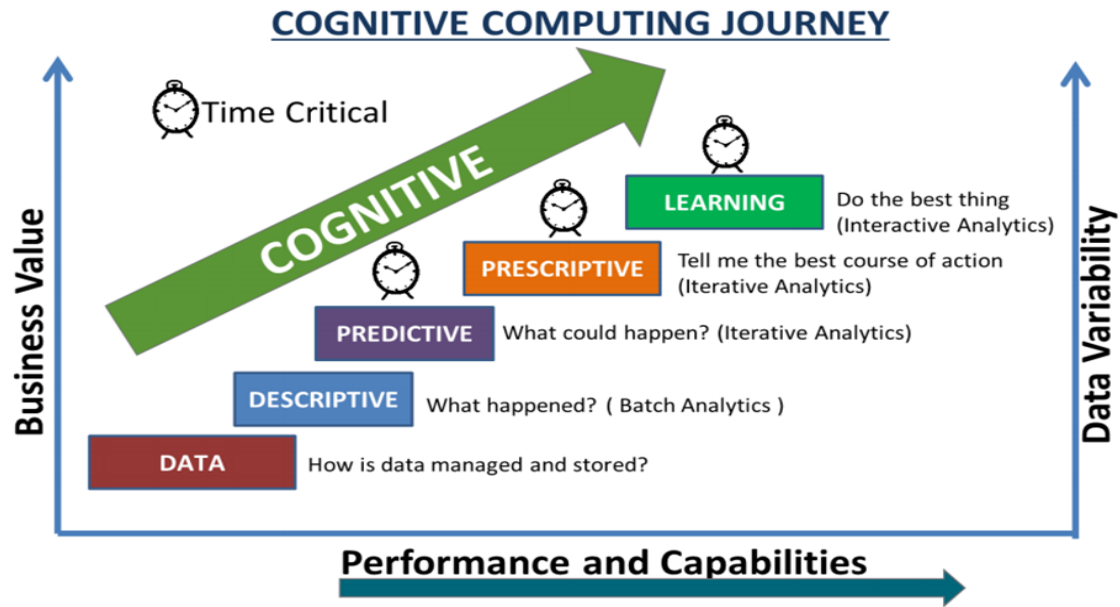 COGNITIVE COMPUTING JOURNEY
Time Critical
COGNITIVE
LEARNING
Do the best thing
(Interactive Analytics)
PRESCRIPTIVE
Tell me the best course of action
(Iterative Analytics)
PREDICTIVE
What could happen? (Iterative Analytics)
DESCRIPTIVE
What happened? ( Batch Analytics )
DATA
How is data managed and stored?
Business Value
Data Variability
Performance and Capabilities